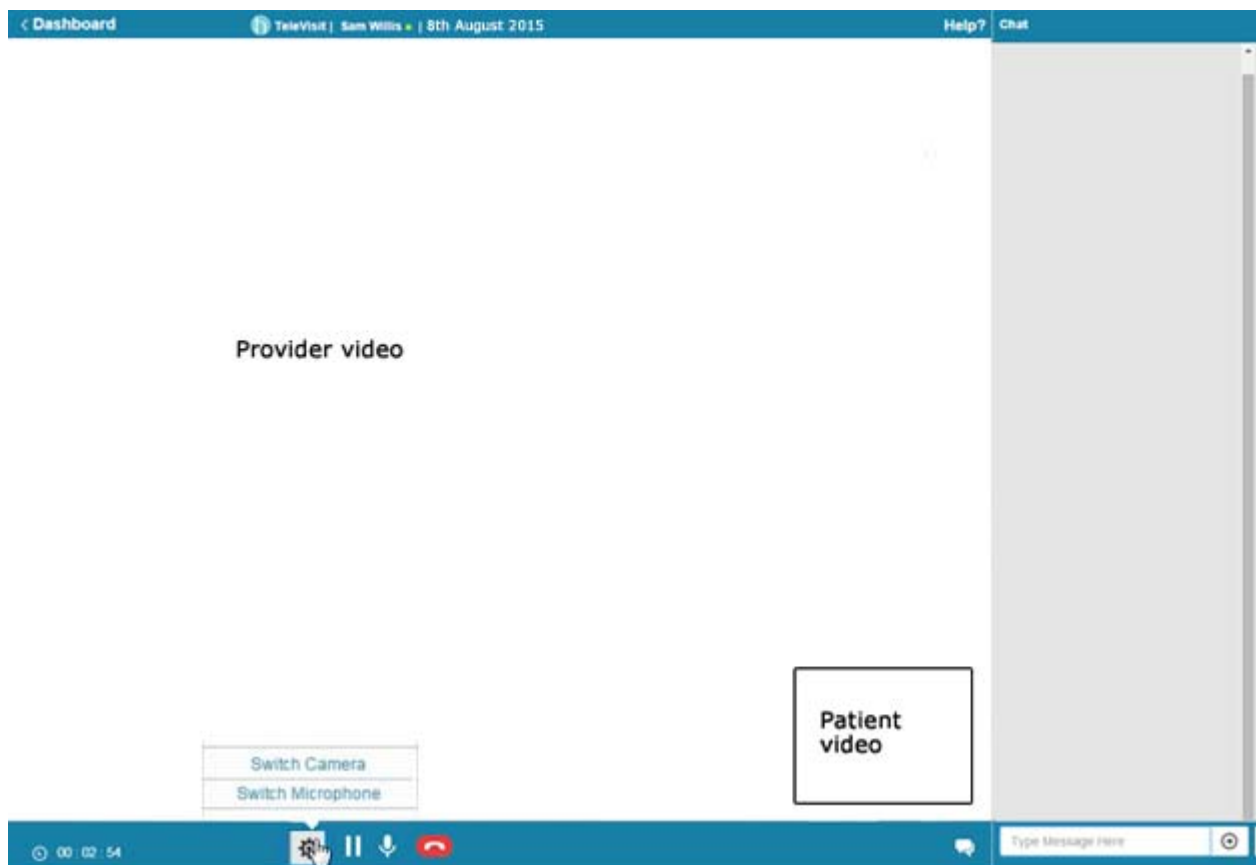 < Dashboard
TeleVisit | Sam Willis | 8th August 2015
Help?
Chat
Provider video
Patient
video
Switch Camera
Switch Microphone
00 : 02 : 54
Type Message Here